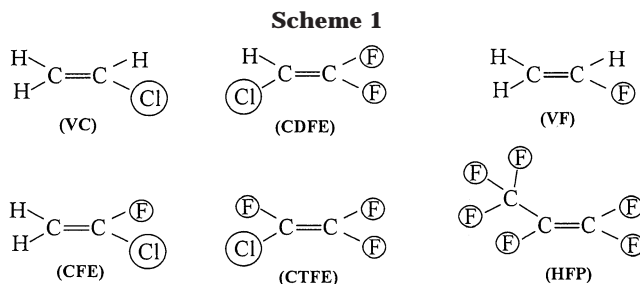 Scheme 1
H H H F H H
C=C C=C C=C
H Cl Cl F H F
(VC) (CDFE) (VF)
F F
C
H F F F F F
C=C C=C C=C
H Cl Cl F F F
(CFE) (CTFE) (HFP)